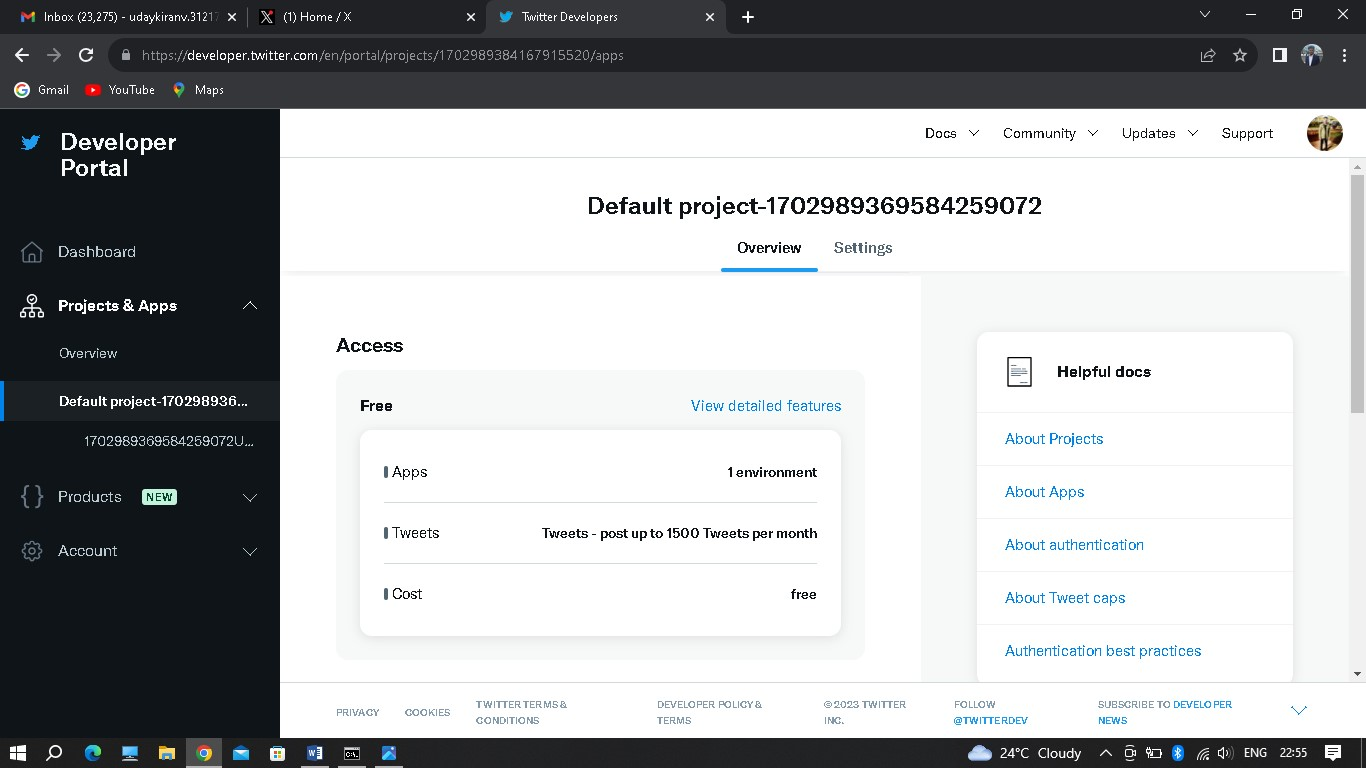 Inbox (23,275) - udaykiranv.3121
(1) Home / X
Twitter Developers
https://developer.twitter.com/en/portal/projects/1702989384167915520/apps
Gmail
YouTube
Maps
Developer
Portal
Docs
Community
Updates
Support
Dashboard
Projects & Apps
Overview
Default project-170298936...
1702989369584259072U...
Products NEW
Account
Default project-1702989369584259072
Overview
Settings
Access
Free
View detailed features
Apps
1 environment
Tweets
Tweets - post up to 1500 Tweets per month
Cost
free
Helpful docs
About Projects
About Apps
About authentication
About Tweet caps
Authentication best practices
PRIVACY
COOKIES
TWITTER TERMS &
CONDITIONS
DEVELOPER POLICY &
TERMS
© 2023 TWITTER
INC.
FOLLOW
@TWITTERDEV
SUBSCRIBE TO DEVELOPER
NEWS
24°C Cloudy
ENG
22:55